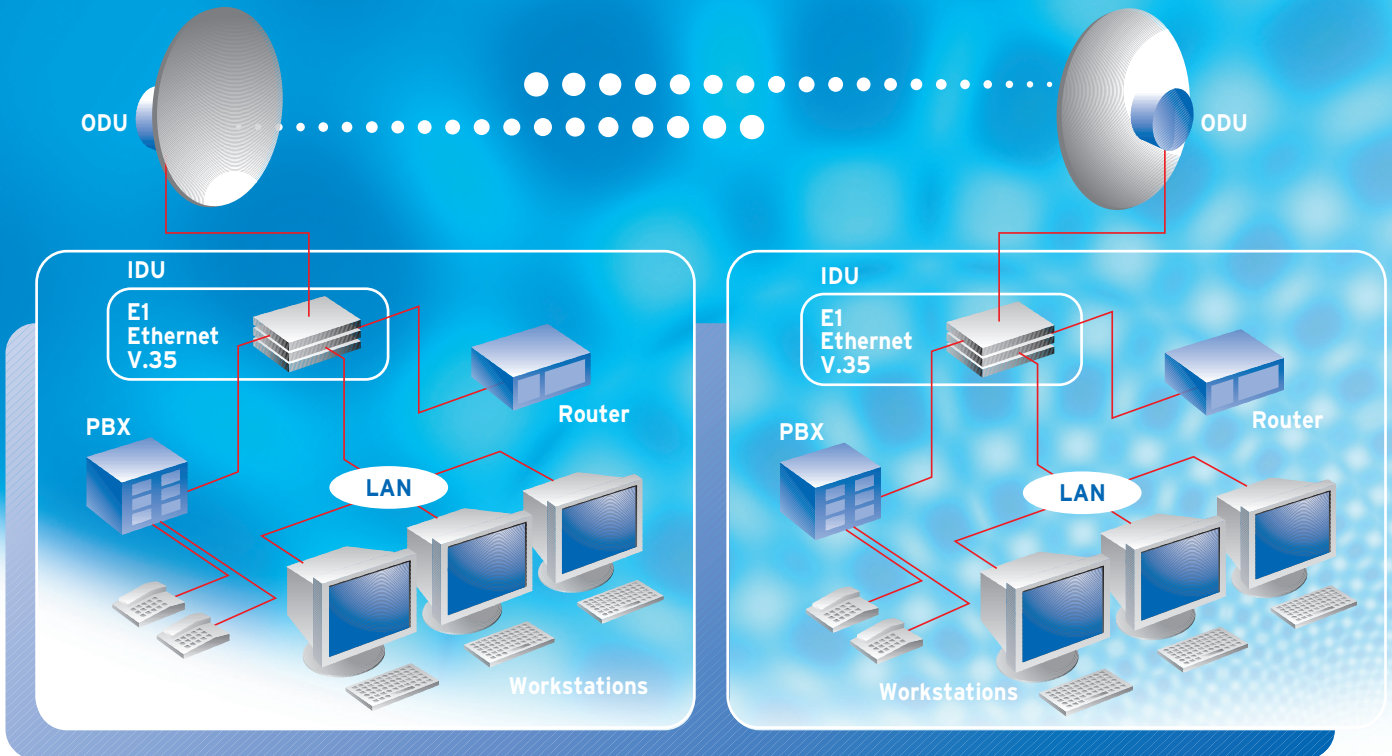 ODU
ODU
IDU
E1
Ethernet
V.35
Router
PBX
LAN
Workstations
IDU
E1
Ethernet
V.35
Router
PBX
LAN
Workstations